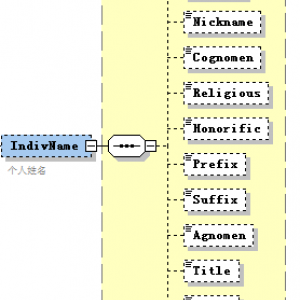 Nickname
Cognomen
Religious
Honorific
IndivName
个人姓名
Prefix
Suffix
Agnomen
Title